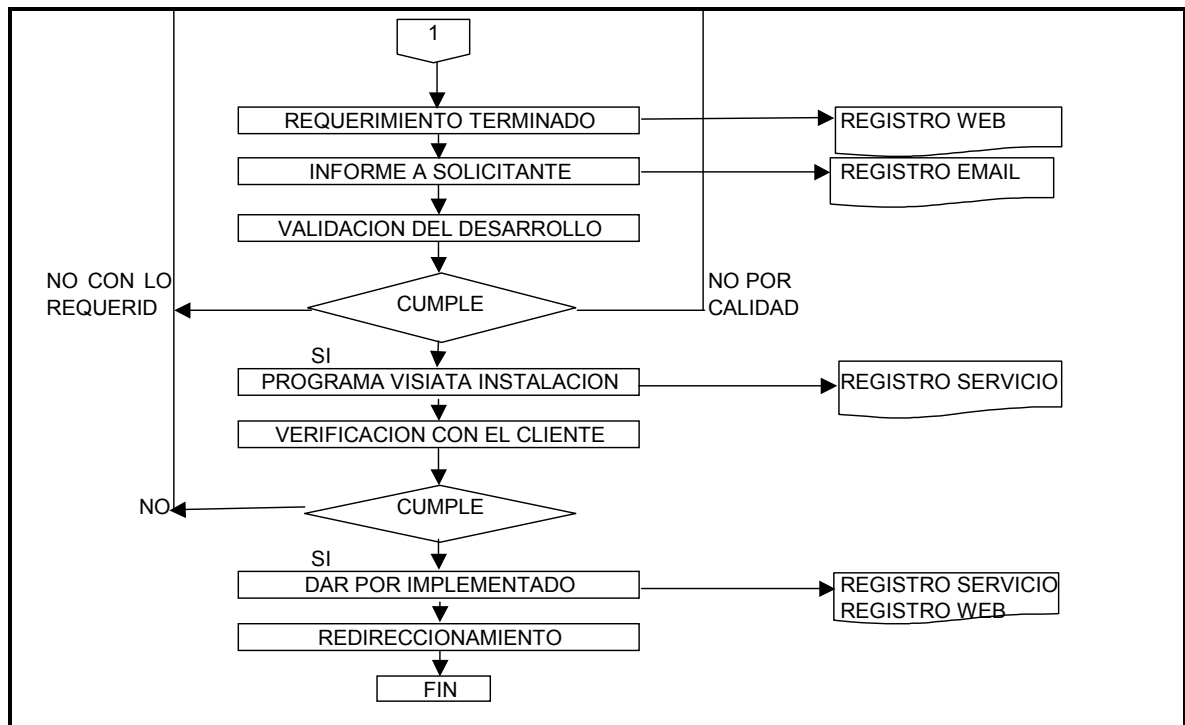 1
REQUERIMIENTO TERMINADO
REGISTRO WEB
INFORME A SOLICITANTE
REGISTRO EMAIL
VALIDACION DEL DESARROLLO
NO CON LO
REQUERID
CUMPLE
NO POR
CALIDAD
SI
PROGRAMA VISIATA INSTALACION
REGISTRO SERVICIO
VERIFICACION CON EL CLIENTE
NO
CUMPLE
SI
DAR POR IMPLEMENTADO
REGISTRO SERVICIO
REGISTRO WEB
REDIRECCIONAMIENTO
FIN